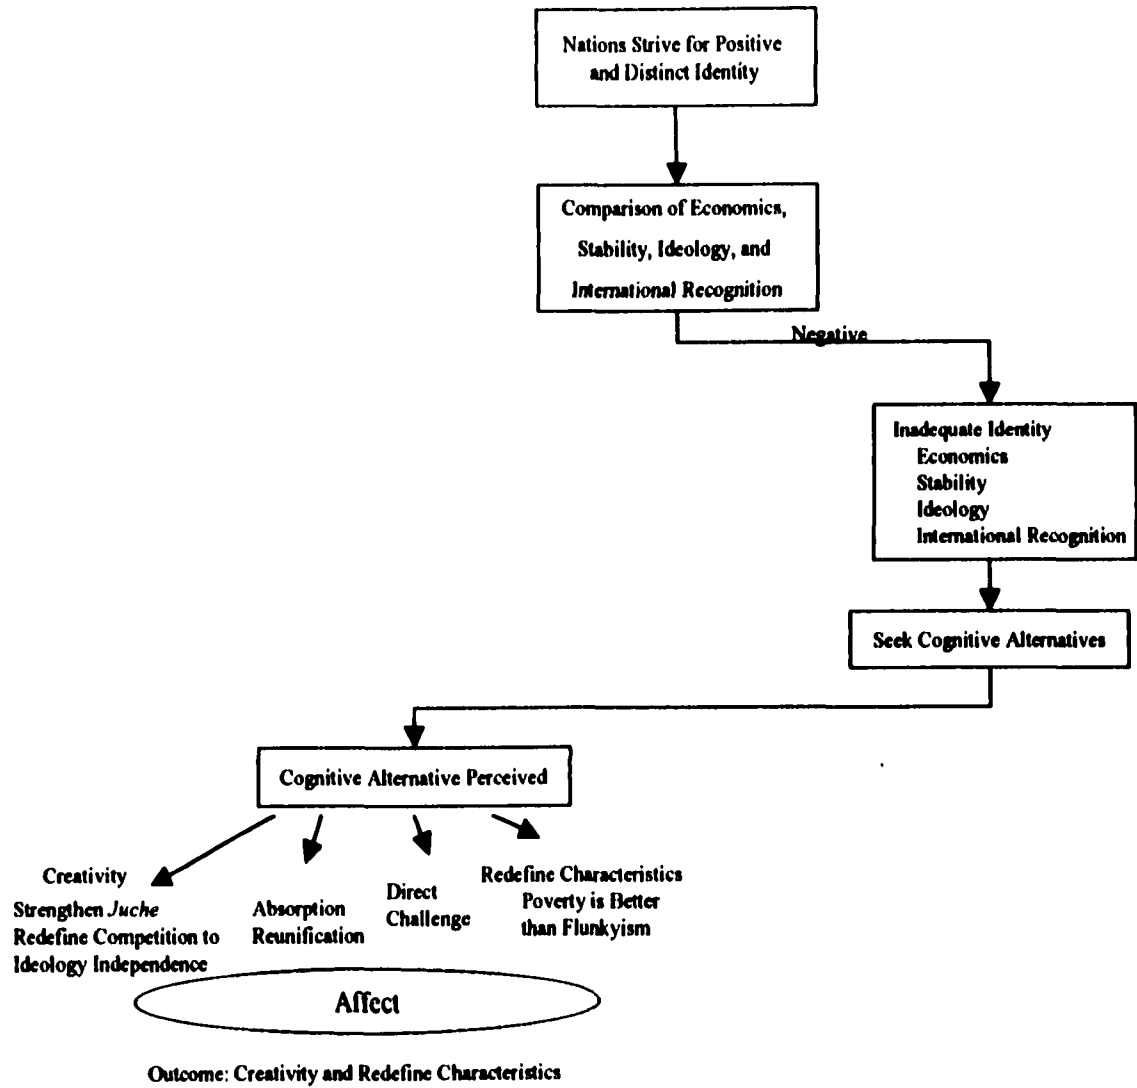 Nations Strive for Positive
and Distinct Identity
Comparison of Economics,
Stability, Ideology, and
International Recognition
Negative
Inadequate Identity
Economics
Stability
Ideology
International Recognition
Seek Cognitive Alternatives
Cognitive Alternative Perceived
Creativity
Strengthen Juche
Redefine Competition to
Ideology Independence
Absorption
Reunification
Direct
Challenge
Redefine Characteristics
Poverty is Better
than Flunkyism
Affect
Outcome: Creativity and Redefine Characteristics